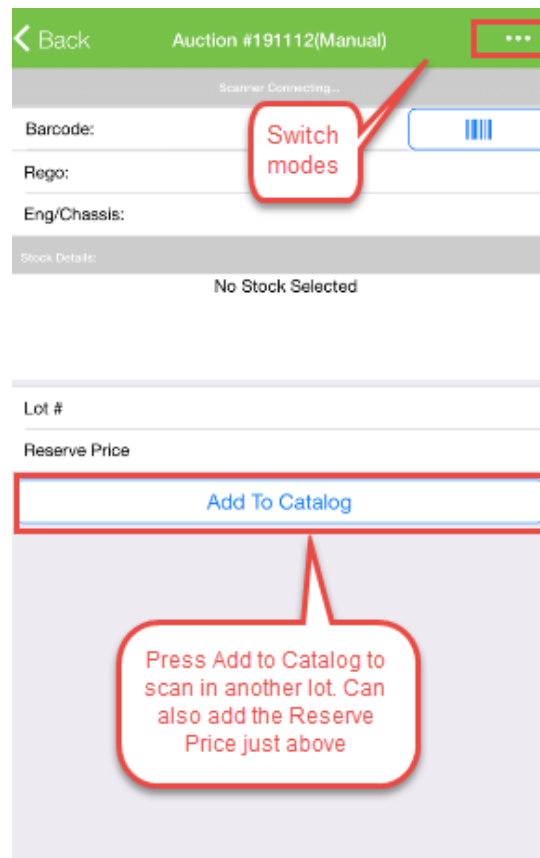 Back
Auction #191112(Manual)
Scanner Connecting...
Barcode:
Switch
modes
Rego:
Eng/Chassis:
Stock Details:
No Stock Selected
Lot #
Reserve Price
Add To Catalog
Press Add to Catalog to
scan in another lot. Can
also add the Reserve
Price just above